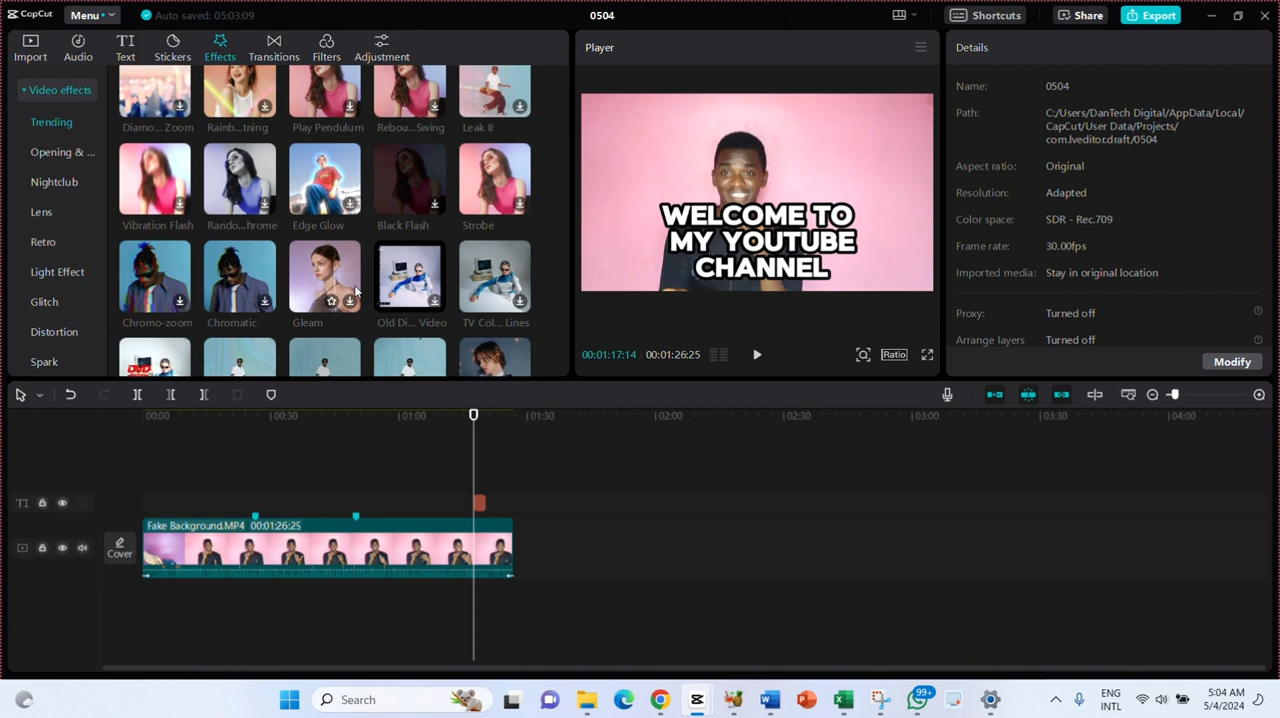 CapCut
Menu
Auto saved: 05:03:09
0504
Shortcuts
Share
Export
Import
Audio
Text
Stickers
Effects
Transitions
Filters
Adjustment
Video effects
Trending
Opening & ...
Nightclub
Lens
Retro
Light Effect
Glitch
Distortion
Spark
Diamo... Zoom
Rainb...tning
Play Pendulum
Rebou...Swing
Leak II
Vibration Flash
Rando...hrome
Edge Glow
Black Flash
Strobe
Chromo-zoom
Chromatic
Gleam
Old Di... Video
TV Col... Lines
Player
WELCOME TO
MY YOUTUBE
CHANNEL
00:01:17:14
00:01:26:25
Ratio
Details
Name:
0504
Path:
C:/Users/DanTech Digital/AppData/Local/
CapCut/User Data/Projects/
com.lveditor.draft/0504
Aspect ratio:
Original
Resolution:
Adapted
Color space:
SDR - Rec.709
Frame rate:
30.00fps
Imported media:
Stay in original location
Proxy:
Turned off
Arrange layers
Turned off
Modify
00:00
00:30
01:00
01:30
02:00
02:30
03:00
03:30
04:00
TI
Cover
Fake Background.MP4 00:01:26:25
Search
99+
ENG
INTL
5:04 AM
5/4/2024